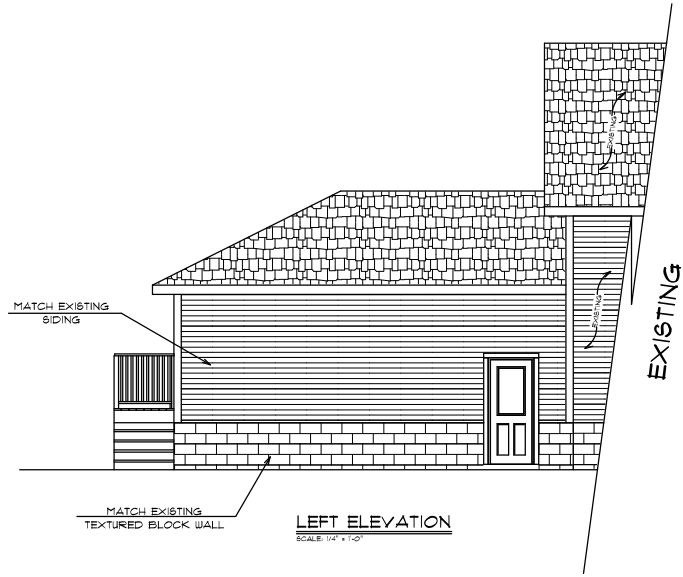 EXISTING
EXISTING
EXISTING
MATCH EXISTING
SIDING
MATCH EXISTING
TEXTURED BLOCK WALL
LEFT ELEVATION
SCALE: 1/4" = 1'-0"